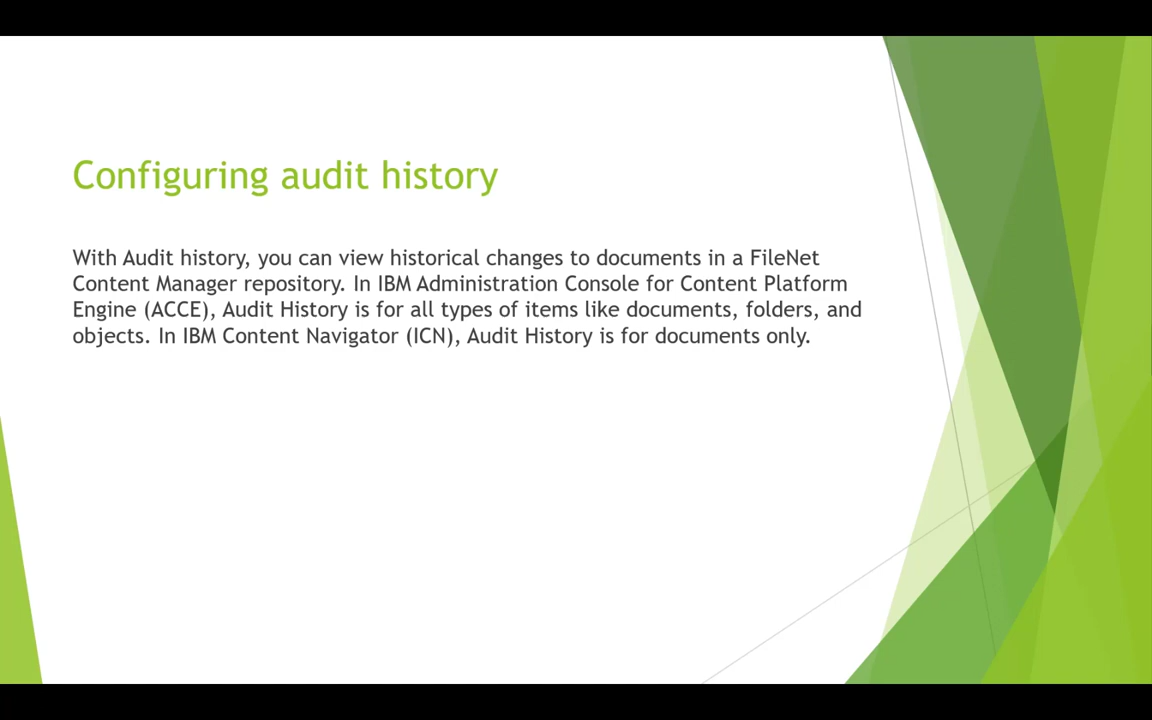 Configuring audit history
With Audit history, you can view historical changes to documents in a FileNet
Content Manager repository. In IBM Administration Console for Content Platform
Engine (ACCE), Audit History is for all types of items like documents, folders, and
objects. In IBM Content Navigator (ICN), Audit History is for documents only.